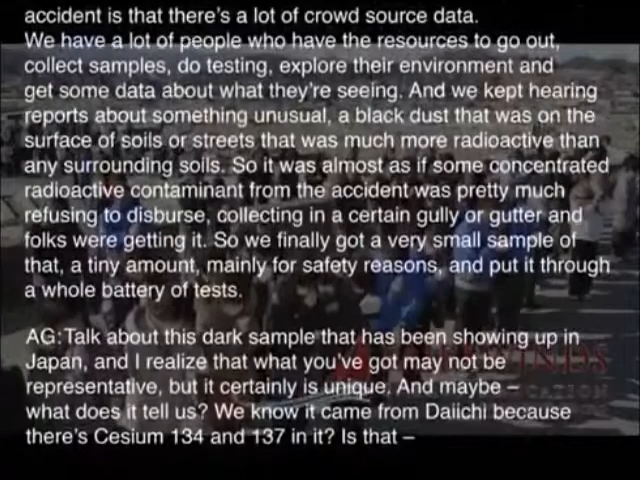 accident is that there's a lot of crowd source data.
We have a lot of people who have the resources to go out,
collect samples, do testing, explore their environment and
get some data about what they're seeing. And we kept hearing
reports about something unusual, a black dust that was on the
surface of soils or streets that was much more radioactive than
any surrounding soils. So it was almost as if some concentrated
radioactive contaminant from the accident was pretty much
refusing to disburse, collecting in a certain gully or gutter and
folks were getting it. So we finally got a very small sample of
that, a tiny amount, mainly for safety reasons, and put it through
a whole battery of tests.
AG:Talk about this dark sample that has been showing up in
Japan, and I realize that what you've got may not be
representative, but it certainly is unique. And maybe –
what does it tell us? We know it came from Daiichi because
there's Cesium 134 and 137 in it? Is that –